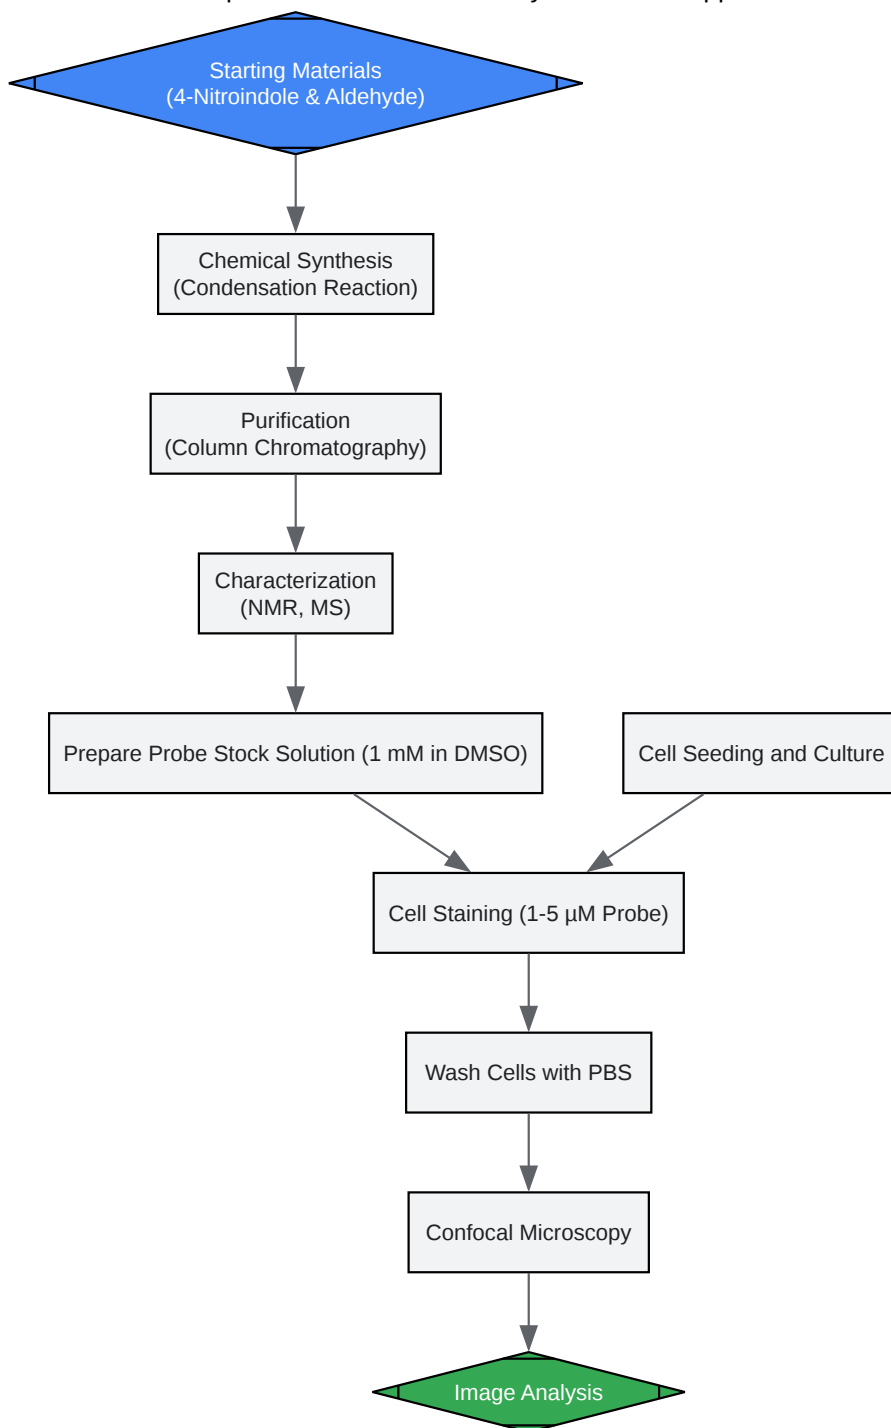 Starting Materials
(4-Nitroindole & Aldehyde)
Chemical Synthesis
(Condensation Reaction)
Purification
(Column Chromatography)
Characterization
(NMR, MS)
Prepare Probe Stock Solution (1 mM in DMSO)
Cell Seeding and Culture
Cell Staining (1-5 µM Probe)
Wash Cells with PBS
Confocal Microscopy
Image Analysis